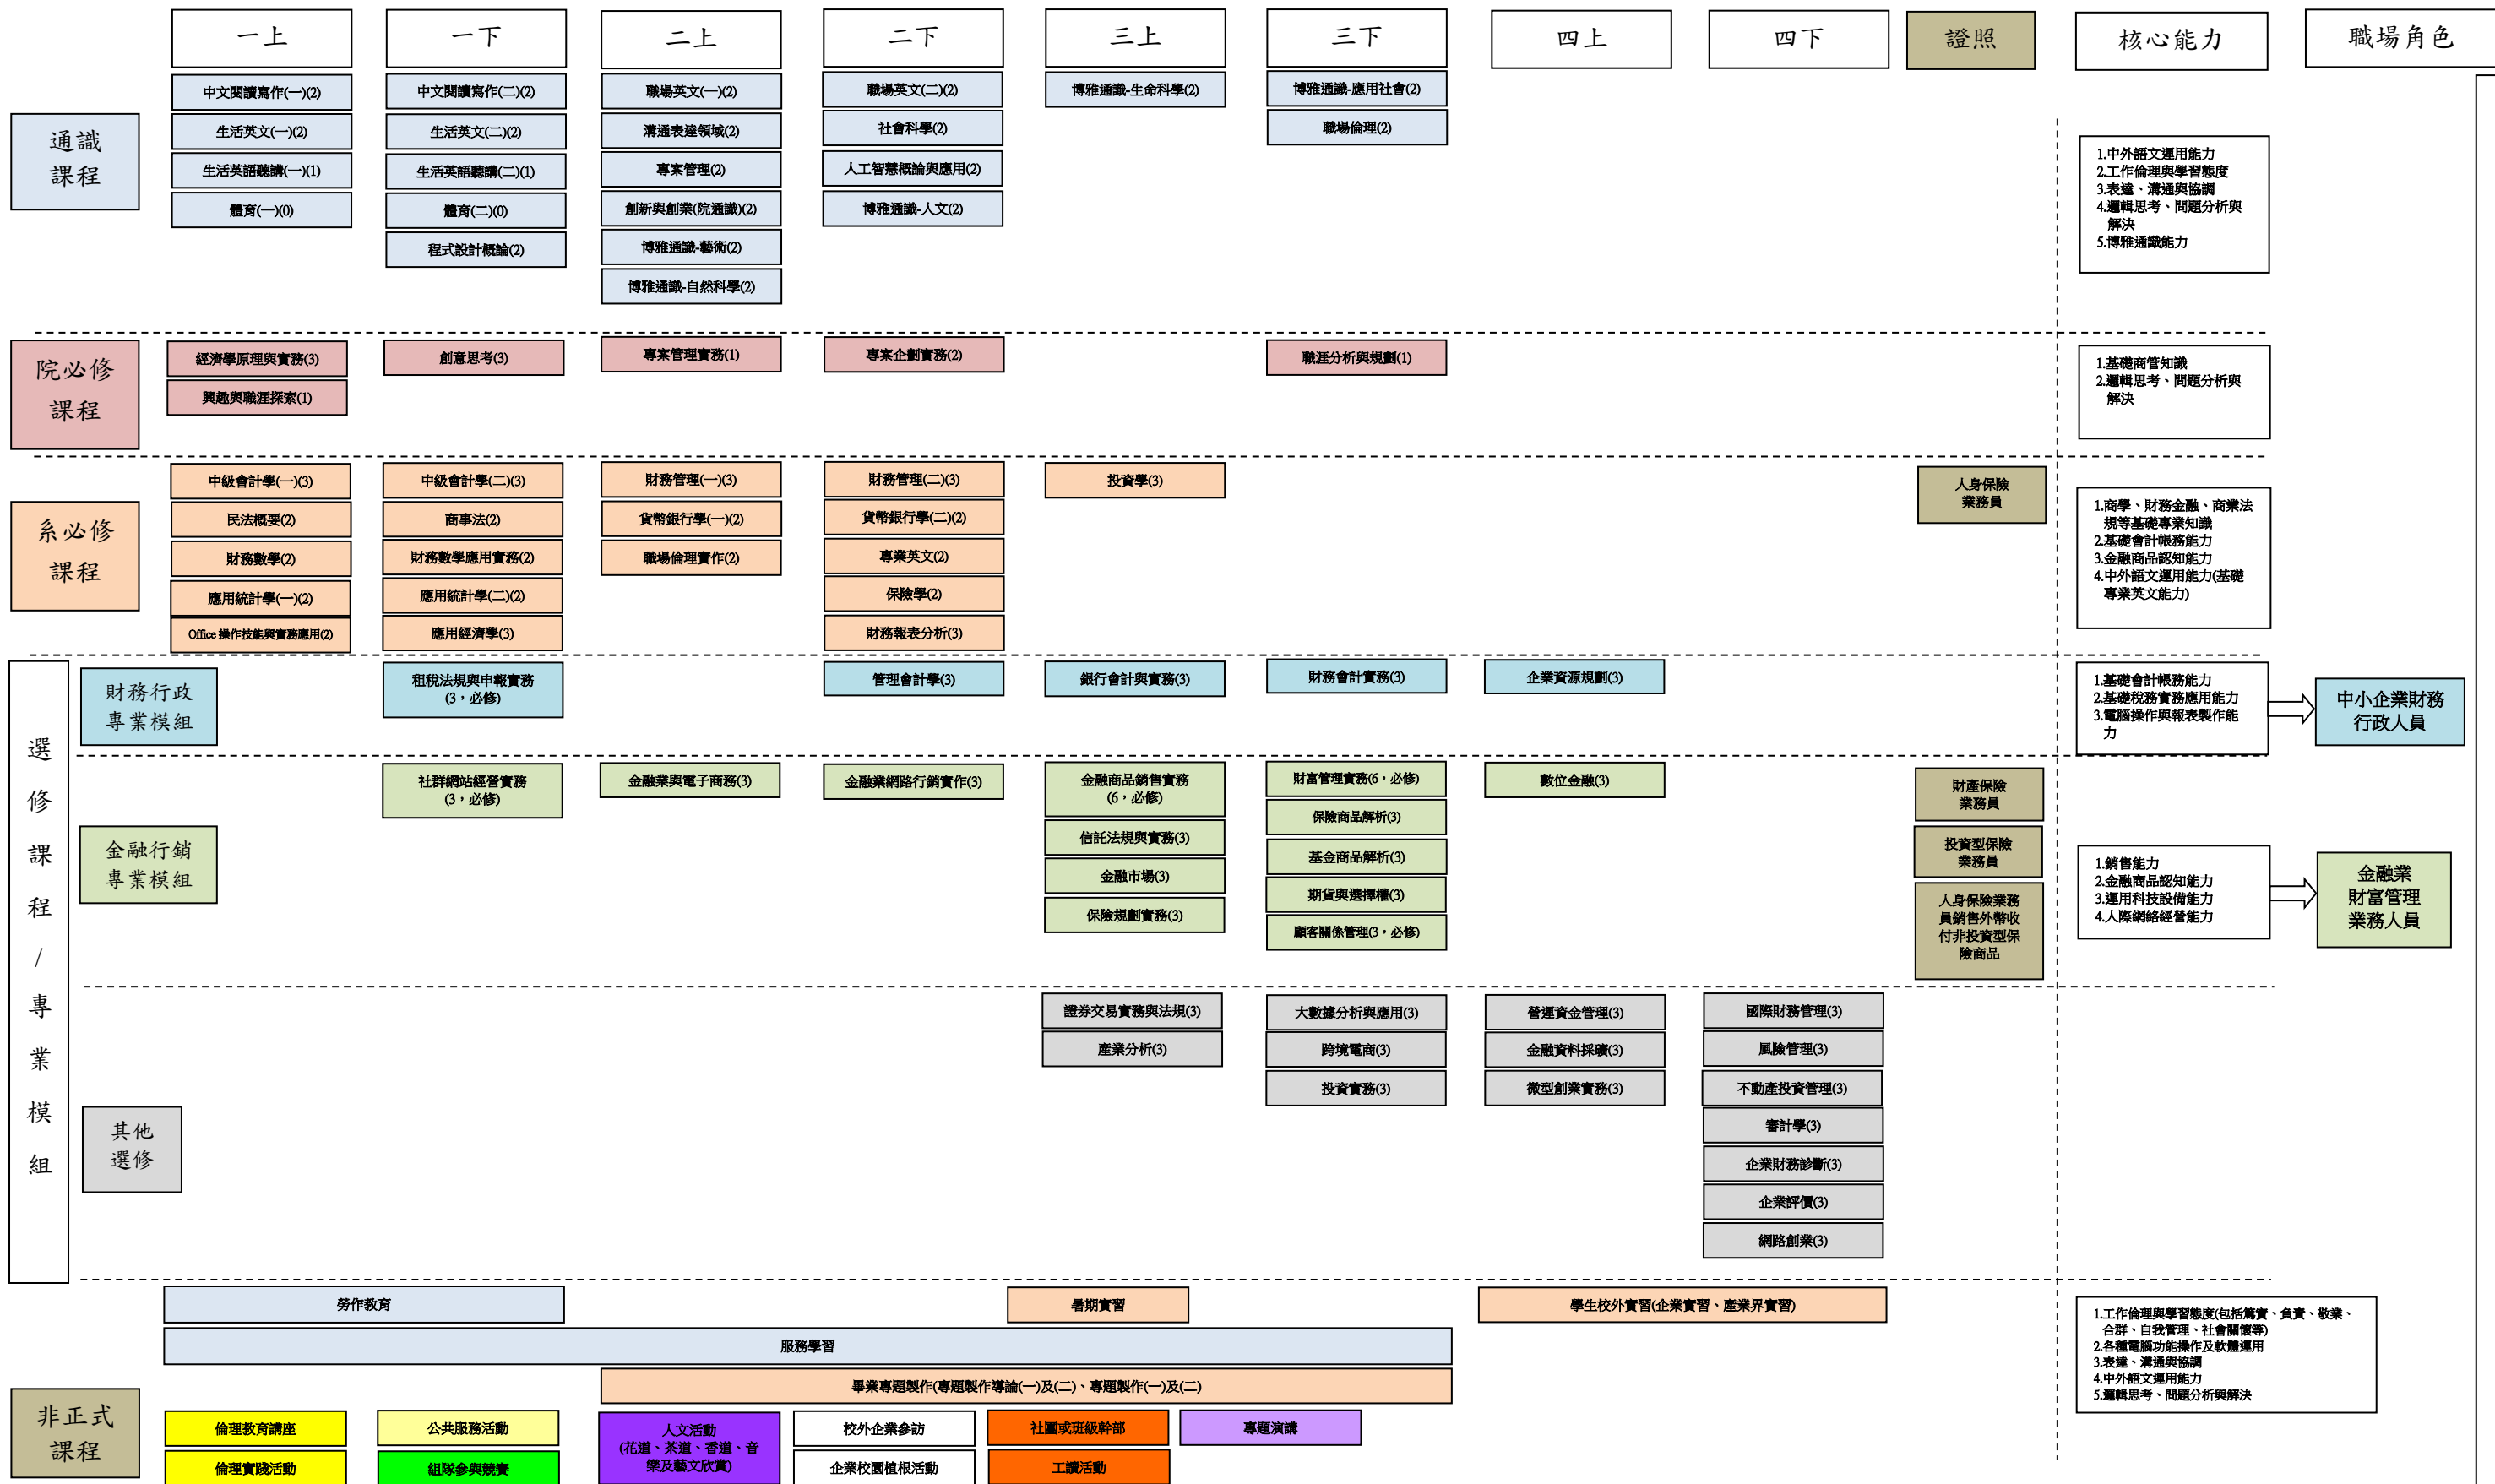 一上
一下
二上
二下
三上
三下
四上
四下
證照
核心能力
職場角色
通識
課程
中文閱讀寫作(一)(2)
生活英文(一)(2)
生活英語聽講(一)(1)
體育(一)(0)
中文閱讀寫作(二)(2)
生活英文(二)(2)
生活英語聽講(二)(1)
體育(二)(0)
程式設計概論(2)
職場英文(一)(2)
溝通表達領域(2)
專案管理(2)
創新與創業(院通識)(2)
博雅通識-藝術(2)
博雅通識-自然科學(2)
職場英文(二)(2)
社會科學(2)
人工智慧概論與應用(2)
博雅通識-人文(2)
博雅通識-生命科學(2)
博雅通識-應用社會(2)
職場倫理(2)
1.中外語文運用能力
2.工作倫理與學習態度
3.表達、溝通與協調
4.邏輯思考、問題分析與
解決
5.博雅通識能力
院必修
課程
經濟學原理與實務(3)
興趣與職涯探索(1)
創意思考(3)
專案管理實務(1)
專案企劃實務(2)
職涯分析與規劃(1)
1.基礎商管知識
2.邏輯思考、問題分析與
解決
系必修
課程
中級會計學(一)(3)
民法概要(2)
財務數學(2)
應用統計學(一)(2)
Office 操作技能與實務應用(2)
中級會計學(二)(3)
商事法(2)
財務數學應用實務(2)
應用統計學(二)(2)
應用經濟學(3)
財務管理(一)(3)
貨幣銀行學(一)(2)
職場倫理實作(2)
財務管理(二)(3)
貨幣銀行學(二)(2)
專業英文(2)
保險學(2)
財務報表分析(3)
投資學(3)
人身保險
業務員
1.商學、財務金融、商業法
規等基礎專業知識
2.基礎會計帳務能力
3.金融商品認知能力
4.中外語文運用能力(基礎
專業英文能力)
選修課程/專業模組
財務行政
專業模組
租稅法規與申報實務
(3，必修)
管理會計學(3)
銀行會計與實務(3)
財務會計實務(3)
企業資源規劃(3)
1.基礎會計帳務能力
2.基礎稅務實務應用能力
3.電腦操作與報表製作能
力
中小企業財務
行政人員
金融行銷
專業模組
社群網站經營實務
(3，必修)
金融業與電子商務(3)
金融業網路行銷實作(3)
金融商品銷售實務
(6，必修)
信託法規與實務(3)
金融市場(3)
保險規劃實務(3)
財富管理實務(6，必修)
保險商品解析(3)
基金商品解析(3)
期貨與選擇權(3)
顧客關係管理(3，必修)
數位金融(3)
財產保險
業務員
投資型保險
業務員
人身保險業務
員銷售外幣收
付非投資型保
險商品
1.銷售能力
2.金融商品認知能力
3.運用科技設備能力
4.人際網絡經營能力
金融業
財富管理
業務人員
其他
選修
證券交易實務與法規(3)
產業分析(3)
大數據分析與應用(3)
跨境電商(3)
投資實務(3)
營運資金管理(3)
金融資料採礦(3)
微型創業實務(3)
國際財務管理(3)
風險管理(3)
不動產投資管理(3)
審計學(3)
企業財務診斷(3)
企業評價(3)
網路創業(3)
非正式
課程
勞作教育
暑期實習
學生校外實習(企業實習、產業界實習)
服務學習
畢業專題製作(專題製作導論(一)及(二)、專題製作(一)及(二)
倫理教育講座
倫理實踐活動
公共服務活動
組隊參與競賽
人文活動
(花道、茶道、香道、音
樂及藝文欣賞)
校外企業參訪
企業校園植根活動
社團或班級幹部
工讀活動
專題演講
1.工作倫理與學習態度(包括篤實、負責、敬業、
合群、自我管理、社會關懷等)
2.各種電腦功能操作及軟體運用
3.表達、溝通與協調
4.中外語文運用能力
5.邏輯思考、問題分析與解決